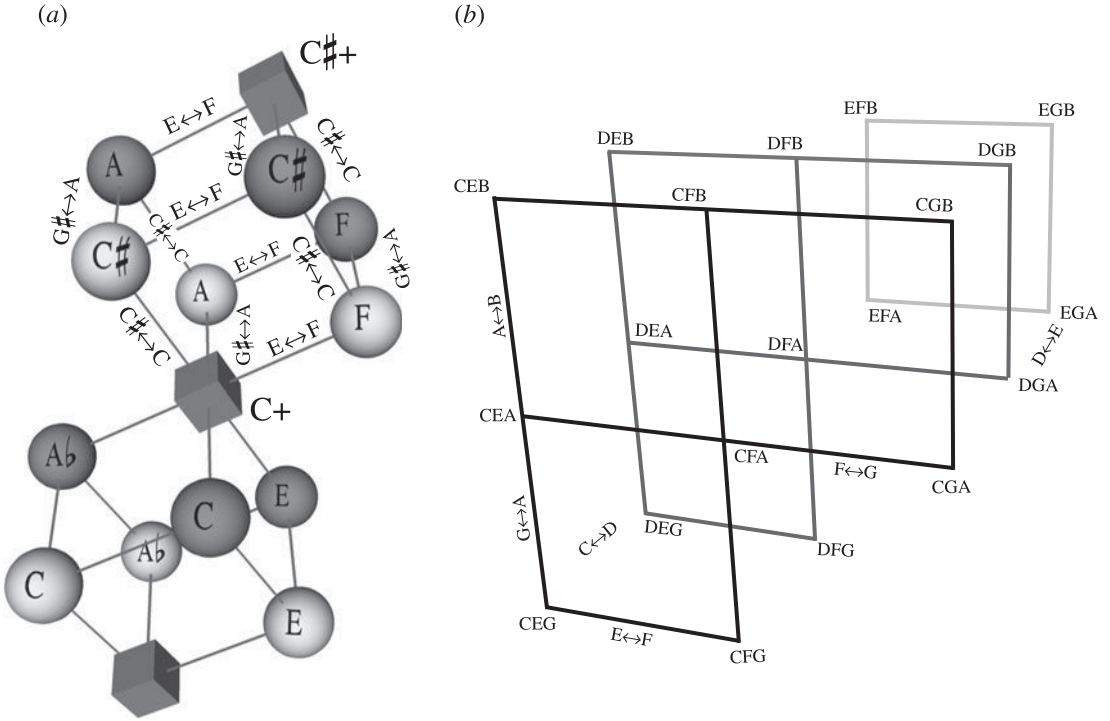 (a)
(b)
C♯+
E↔F
G♯↔A
C♯↔C
A
C♯
G♯↔A
E↔F
C♯↔C
F
C♯
E↔F
C♯↔C
G♯↔A
A
F
C♯↔C
G♯↔A
E↔F
C+
A♭
E
C
A♭
C
E
EFB
EGB
DEB
DFB
DGB
CEB
CFB
CGB
A↔B
EFA
EGA
DEA
DFA
D↔E
DGA
CEA
CFA
F↔G
CGA
G↔A
C↔D
DEG
DFG
CEG
E↔F
CFG